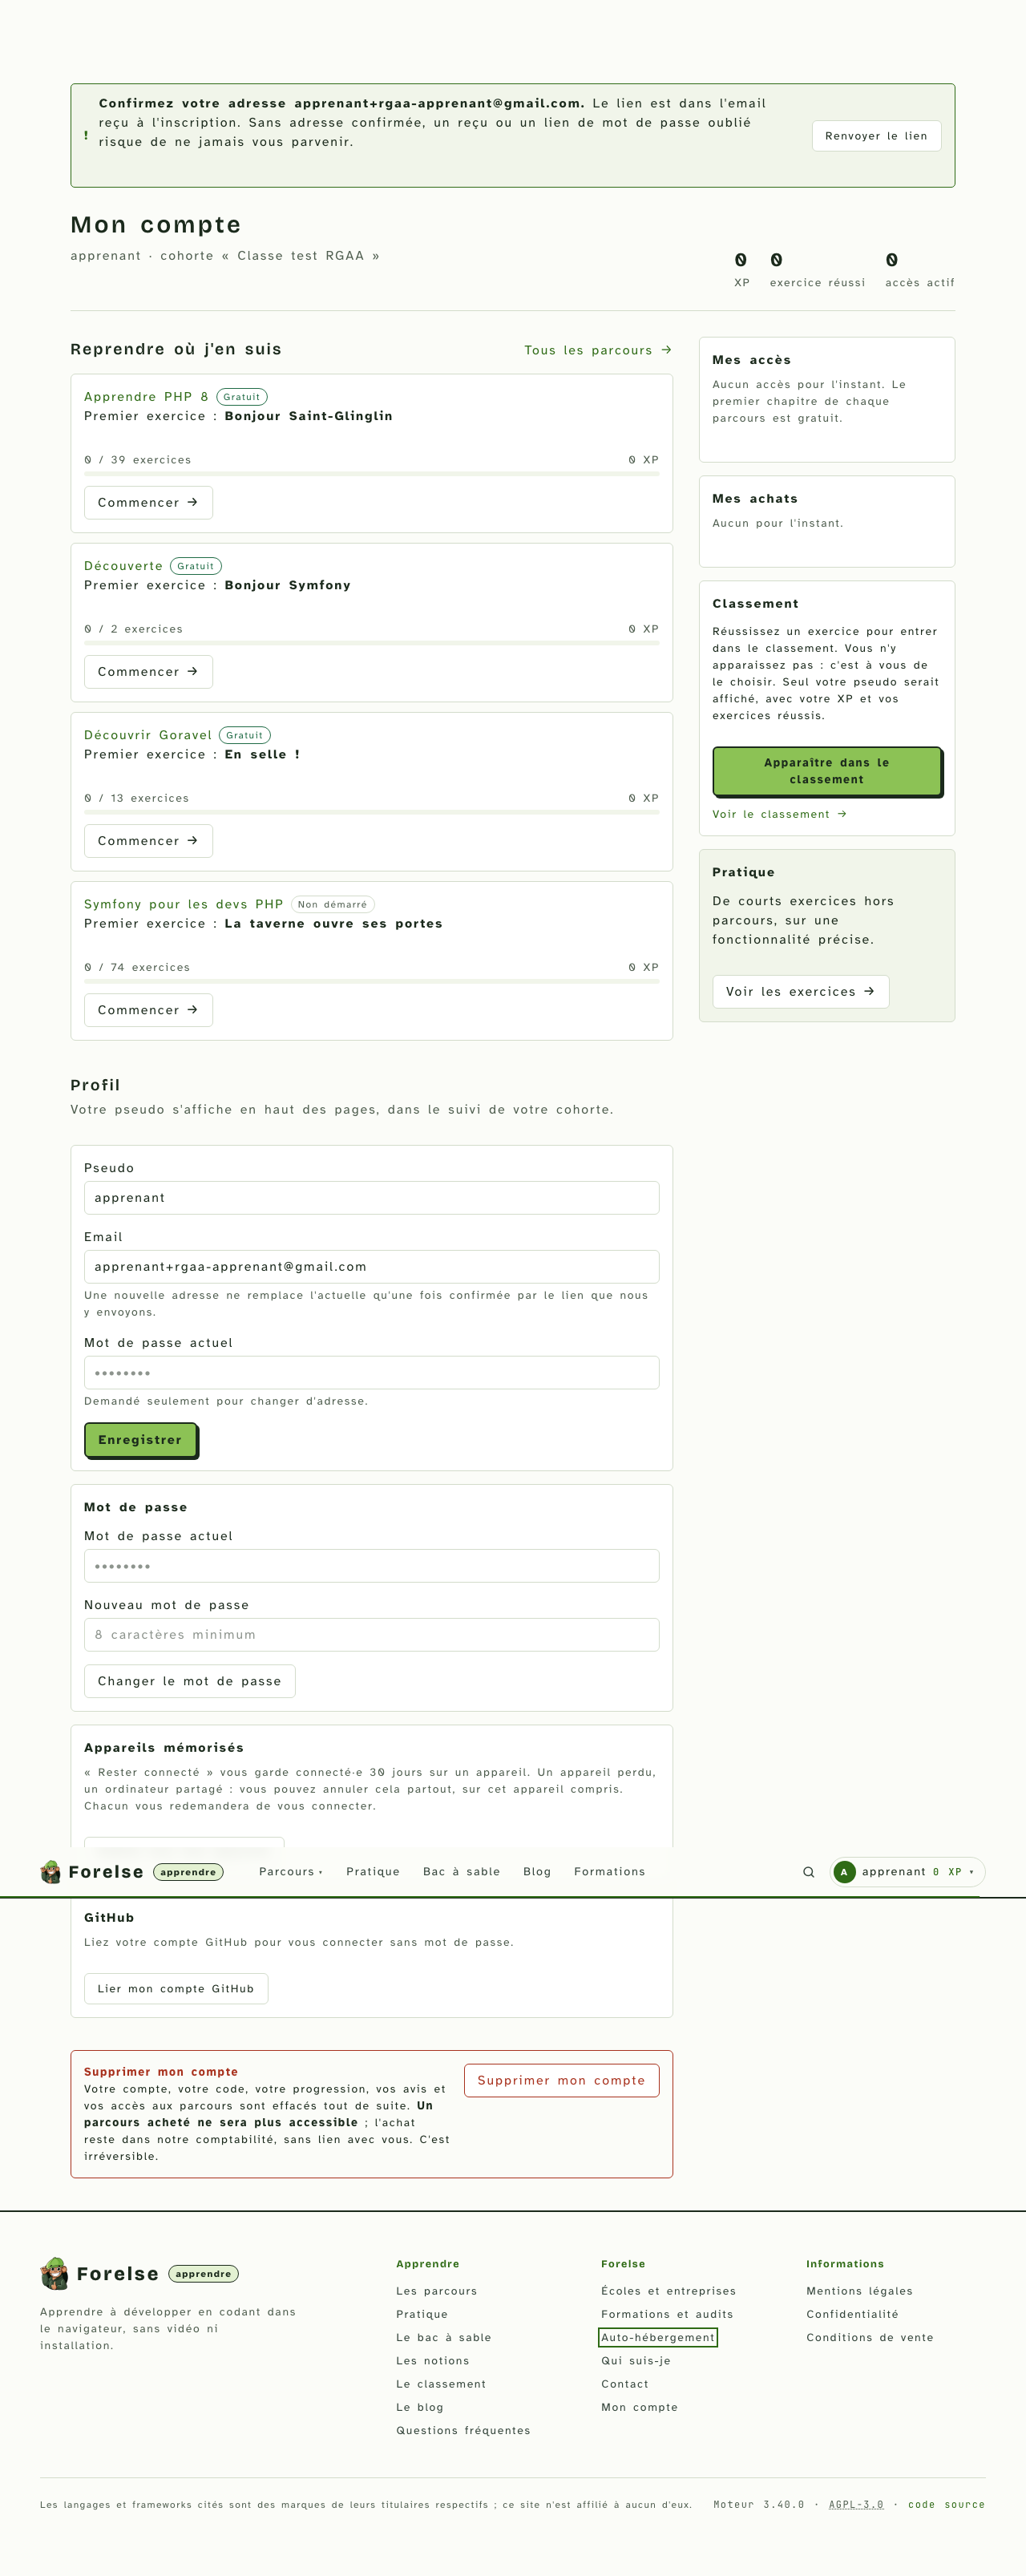 ! Confirmez votre adresse apprenant+rgaa-apprenant@gmail.com. Le lien est dans l'email
reçu à l'inscription. Sans adresse confirmée, un reçu ou un lien de mot de passe oublié
risque de ne jamais vous parvenir.
Renvoyer le lien
Mon compte
apprenant · cohorte « Classe test RGAA »
0 XP
0 exercice réussi
0 accès actif
Reprendre où j'en suis
Tous les parcours →
Apprendre PHP 8 Gratuit
Premier exercice : Bonjour Saint-Glinglin
0 / 39 exercices 0 XP
Commencer →
Découverte Gratuit
Premier exercice : Bonjour Symfony
0 / 2 exercices 0 XP
Commencer →
Découvrir Goravel Gratuit
Premier exercice : En selle !
0 / 13 exercices 0 XP
Commencer →
Symfony pour les devs PHP Non démarré
Premier exercice : La taverne ouvre ses portes
0 / 74 exercices 0 XP
Commencer →
Mes accès
Aucun accès pour l'instant. Le
premier chapitre de chaque
parcours est gratuit.
Mes achats
Aucun pour l'instant.
Classement
Réussissez un exercice pour entrer
dans le classement. Vous n'y
apparaissez pas : c'est à vous de
le choisir. Seul votre pseudo serait
affiché, avec votre XP et vos
exercices réussis.
Apparaître dans le
classement
Voir le classement →
Pratique
De courts exercices hors
parcours, sur une
fonctionnalité précise.
Voir les exercices →
Profil
Votre pseudo s'affiche en haut des pages, dans le suivi de votre cohorte.
Pseudo
apprenant
Email
apprenant+rgaa-apprenant@gmail.com
Une nouvelle adresse ne remplace l'actuelle qu'une fois confirmée par le lien que nous
y envoyons.
Mot de passe actuel
••••••••
Demandé seulement pour changer d'adresse.
Enregistrer
Mot de passe
Mot de passe actuel
••••••••
Nouveau mot de passe
8 caractères minimum
Changer le mot de passe
Appareils mémorisés
« Rester connecté » vous garde connecté·e 30 jours sur un appareil. Un appareil perdu,
un ordinateur partagé : vous pouvez annuler cela partout, sur cet appareil compris.
Chacun vous redemandera de vous connecter.
Forelse apprendre Parcours ▾ Pratique Bac à sable Blog Formations A apprenant 0 XP ▾
GitHub
Liez votre compte GitHub pour vous connecter sans mot de passe.
Lier mon compte GitHub
Supprimer mon compte
Votre compte, votre code, votre progression, vos avis et
vos accès aux parcours sont effacés tout de suite. Un
parcours acheté ne sera plus accessible ; l'achat
reste dans notre comptabilité, sans lien avec vous. C'est
irréversible.
Supprimer mon compte
Forelse apprendre
Apprendre à développer en codant dans
le navigateur, sans vidéo ni
installation.
Apprendre
Les parcours
Pratique
Le bac à sable
Les notions
Le classement
Le blog
Questions fréquentes
Forelse
Écoles et entreprises
Formations et audits
Auto-hébergement
Qui suis-je
Contact
Mon compte
Informations
Mentions légales
Confidentialité
Conditions de vente
Les langages et frameworks cités sont des marques de leurs titulaires respectifs ; ce site n'est affilié à aucun d'eux.
Moteur 3.40.0 · AGPL-3.0 · code source